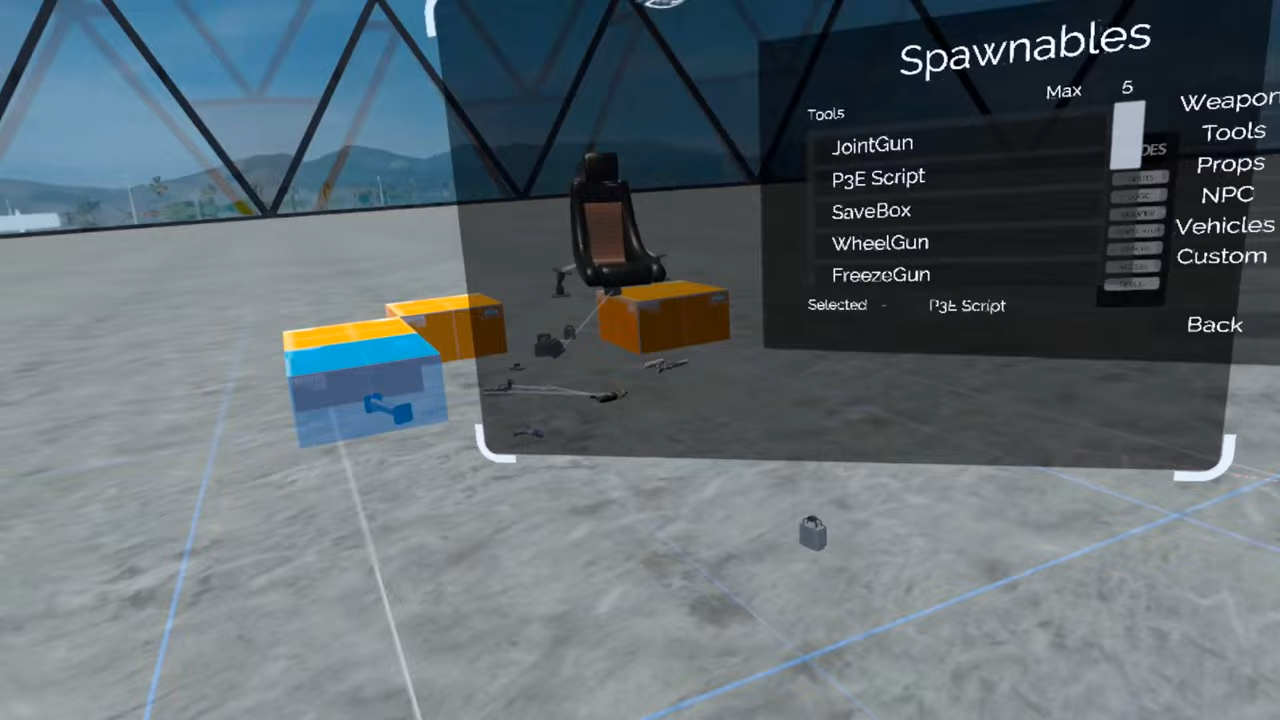 Spawnables
Max 5
Tools
JointGun
P3E Script
SaveBox
WheelGun
FreezeGun
Selected - P3E Script
Weapon
Tools
Props
NPC
Vehicles
Custom
Back